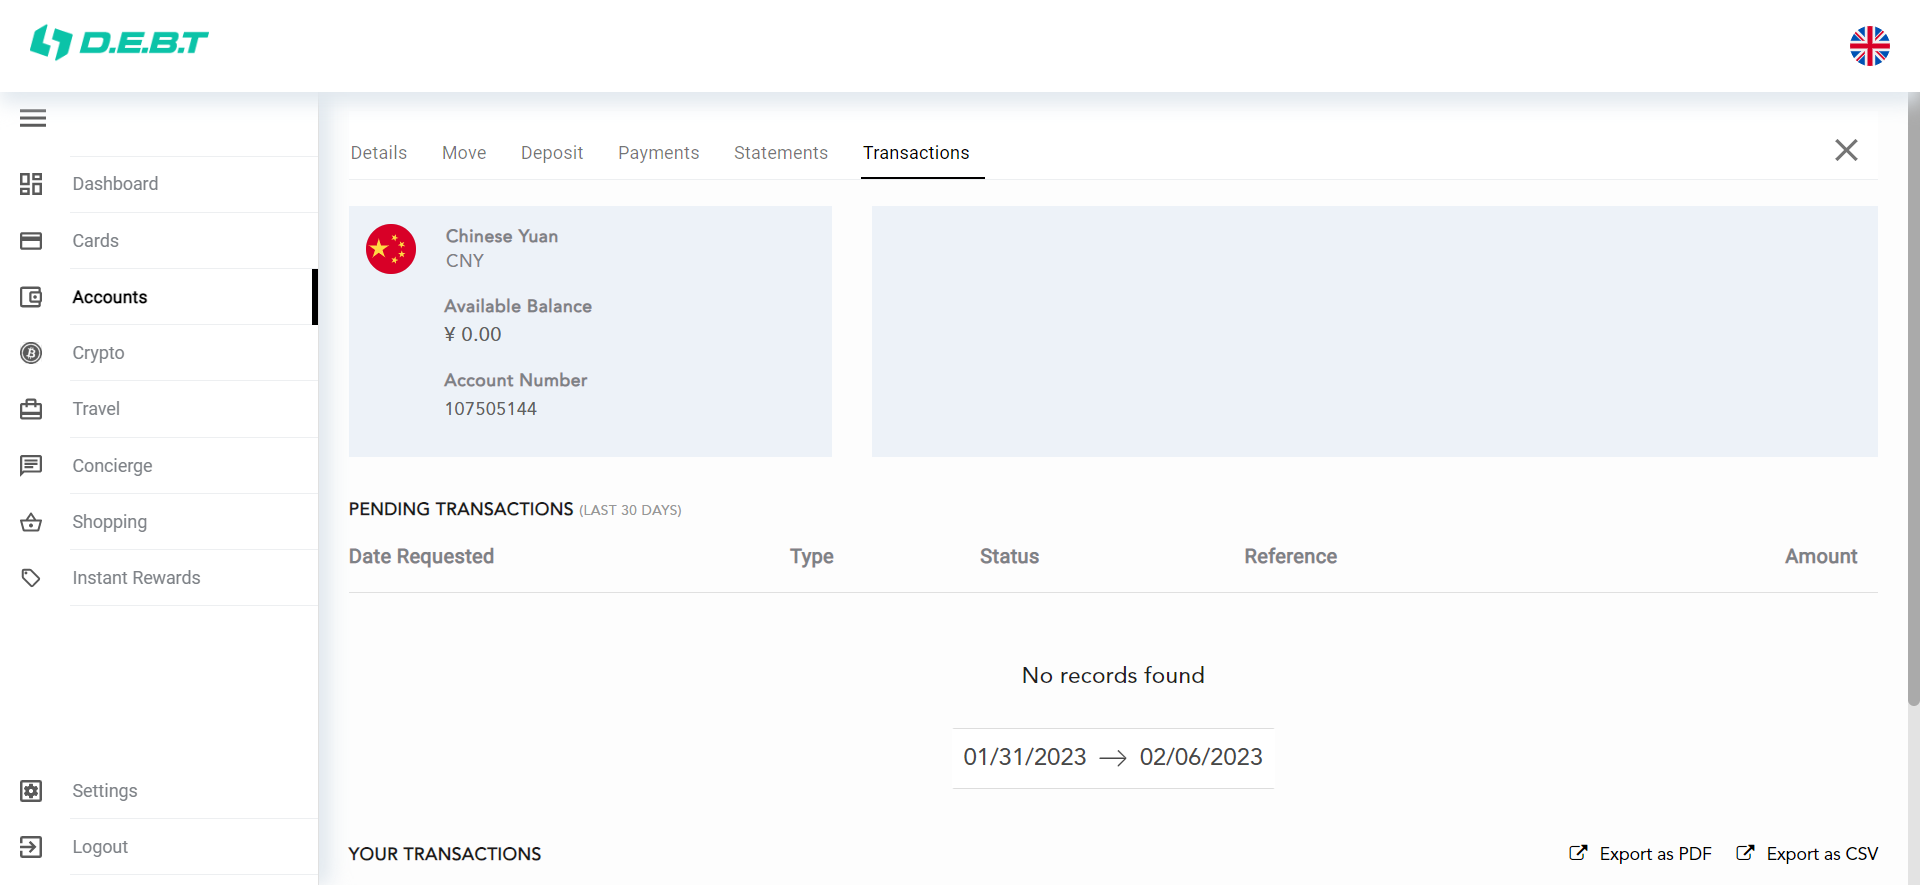 D.E.B.T
Details
Move
Deposit
Payments
Statements
Transactions
Dashboard
Cards
Accounts
Crypto
Travel
Concierge
Shopping
Instant Rewards
Settings
Logout
Chinese Yuan
CNY
Available Balance
¥ 0.00
Account Number
107505144
PENDING TRANSACTIONS (LAST 30 DAYS)
Date Requested Type Status Reference Amount
No records found
01/31/2023 → 02/06/2023
YOUR TRANSACTIONS
Export as PDF
Export as CSV